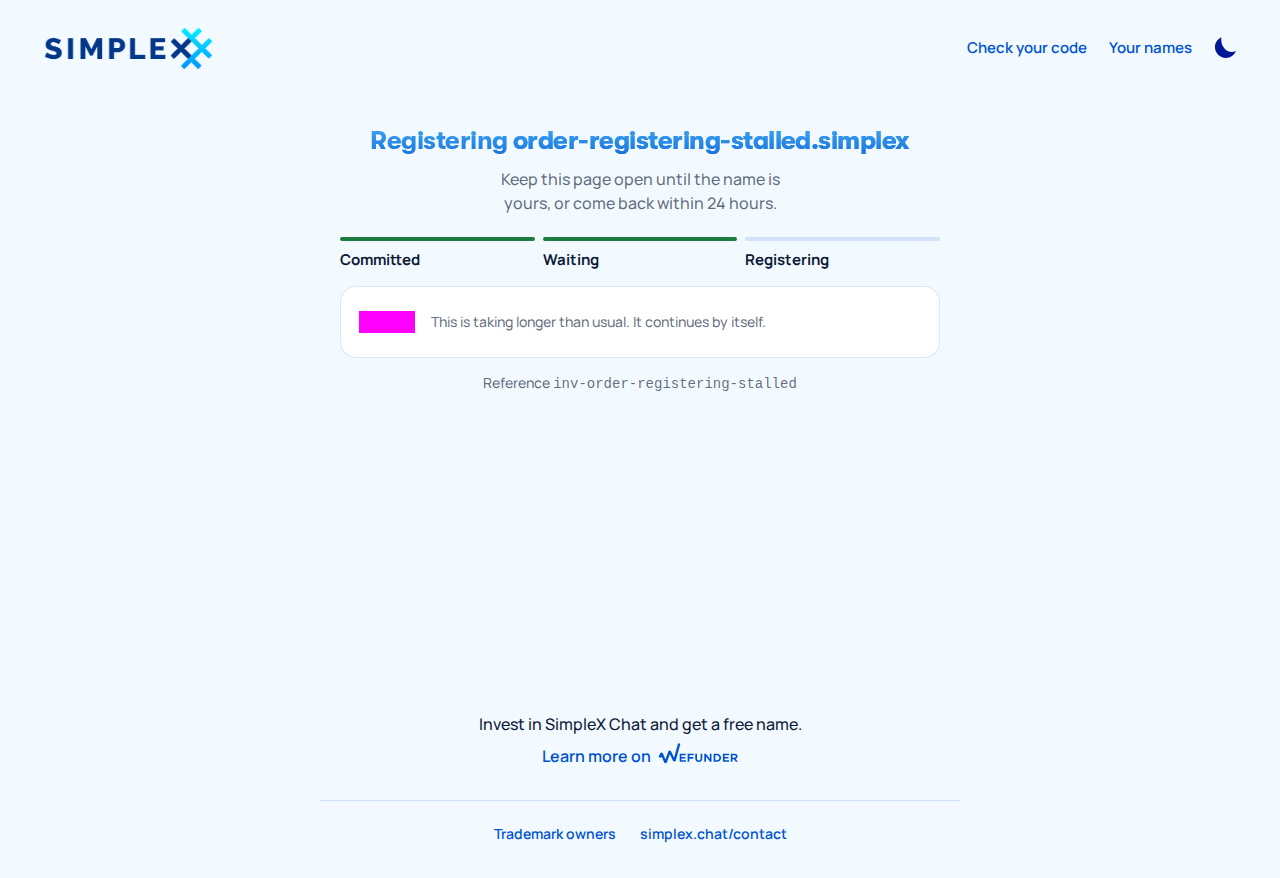 SIMPLEX
Check your code
Your names
Registering order-registering-stalled.simplex
Keep this page open until the name is
yours, or come back within 24 hours.
Committed
Waiting
Registering
This is taking longer than usual. It continues by itself.
Reference inv-order-registering-stalled
Invest in SimpleX Chat and get a free name.
Learn more on WEFUNDER
Trademark owners
simplex.chat/contact